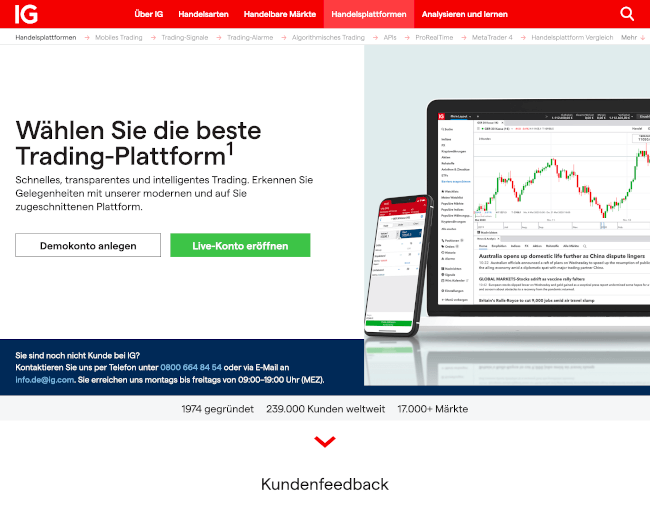 IG
Über IG Handelsarten Handelbare Märkte Handelsplattformen Analysieren und lernen
Handelsplattformen → Mobiles Trading → Trading-Signale → Trading-Alarme → Algorithmisches Trading → APIs → ProRealTime → MetaTrader 4 → Handelsplattform Vergleich Mehr ↓
Wählen Sie die beste
Trading-Plattform¹
Schnelles, transparentes und intelligentes Trading. Erkennen Sie
Gelegenheiten mit unserer modernen und auf Sie
zugeschnittenen Plattform.
Demokonto anlegen Live-Konto eröffnen
IG
Australia opens up domestic life further as China dispute lingers
GLOBAL MARKETS-Stocks adrift as vaccine rally falters
Britain's Rolls-Royce to cut 9,000 jobs amid air travel slump
Sie sind noch nicht Kunde bei IG?
Kontaktieren Sie uns per Telefon unter 0800 664 84 54 oder via E-Mail an
info.de@ig.com. Sie erreichen uns montags bis freitags von 09:00–19:00 Uhr (MEZ).
1974 gegründet 239.000 Kunden weltweit 17.000+ Märkte
Kundenfeedback